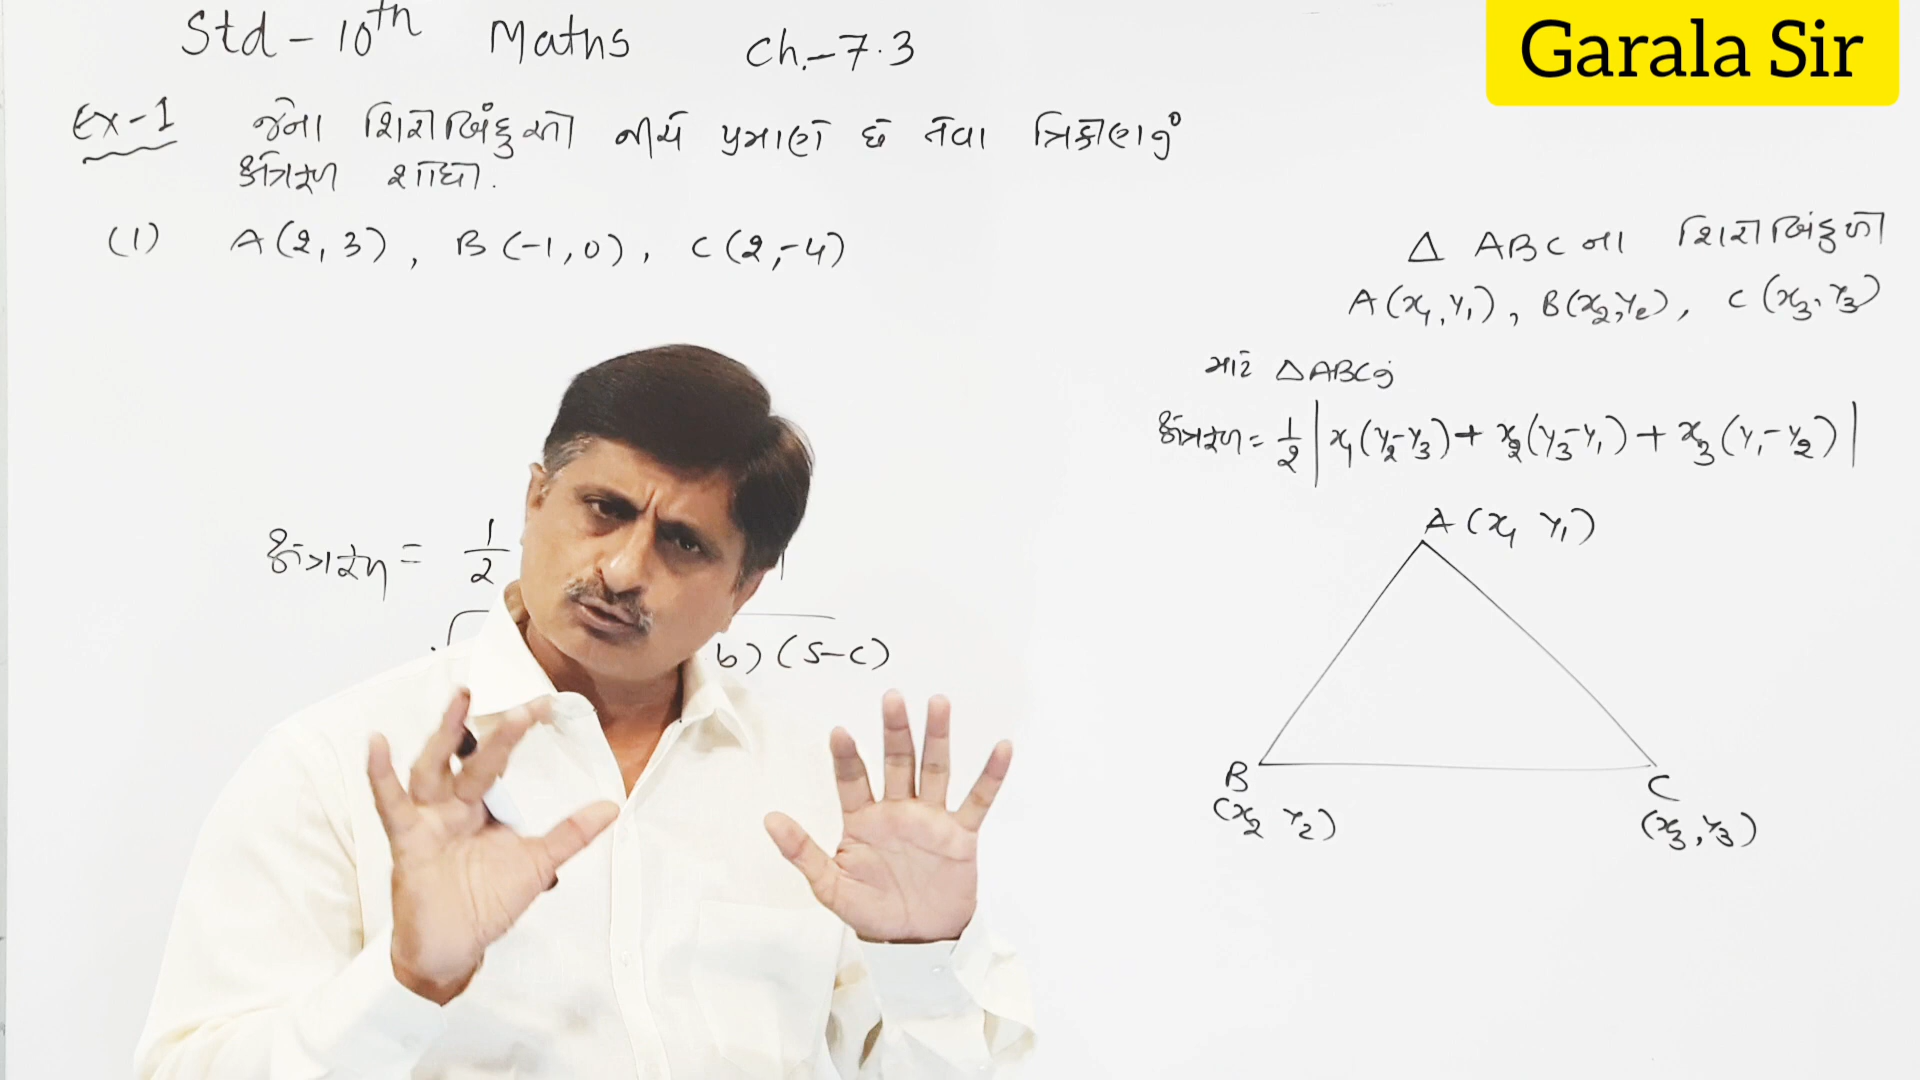 Std - 10th Maths Ch.-7.3
Garala Sir
Ex-1 જેના શિરોબિંદુઓ નીચે પ્રમાણે છે તેવા ત્રિકોણનું
ક્ષેત્રફળ શોધો.
(1) A(2,3), B(-1,0), C(2,-4)
Δ ABC ના શિરોબિંદુઓ
A(x₁,y₁), B(x₂,y₂), C(x₃,y₃)
માટે ΔABCનું
ક્ષેત્રફળ = 1/2 |x₁(y₂-y₃)+x₂(y₃-y₁)+x₃(y₁-y₂)|
A(x₁ y₁)
ક્ષેત્રફળ = 1/2
b)(s-c)
B
(x₂ y₂)
C
(x₃,y₃)